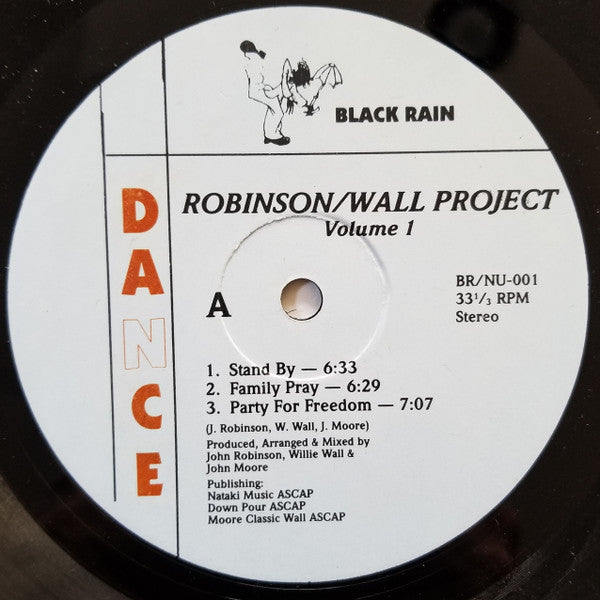 BLACK RAIN
DANCE
ROBINSON/WALL PROJECT
Volume 1
A
BR/NU-001
33¹/₃ RPM
Stereo
1. Stand By — 6:33
2. Family Pray — 6:29
3. Party For Freedom — 7:07
(J. Robinson, W. Wall, J. Moore)
Produced, Arranged & Mixed by
John Robinson, Willie Wall &
John Moore
Publishing:
Nataki Music ASCAP
Down Pour ASCAP
Moore Classic Wall ASCAP